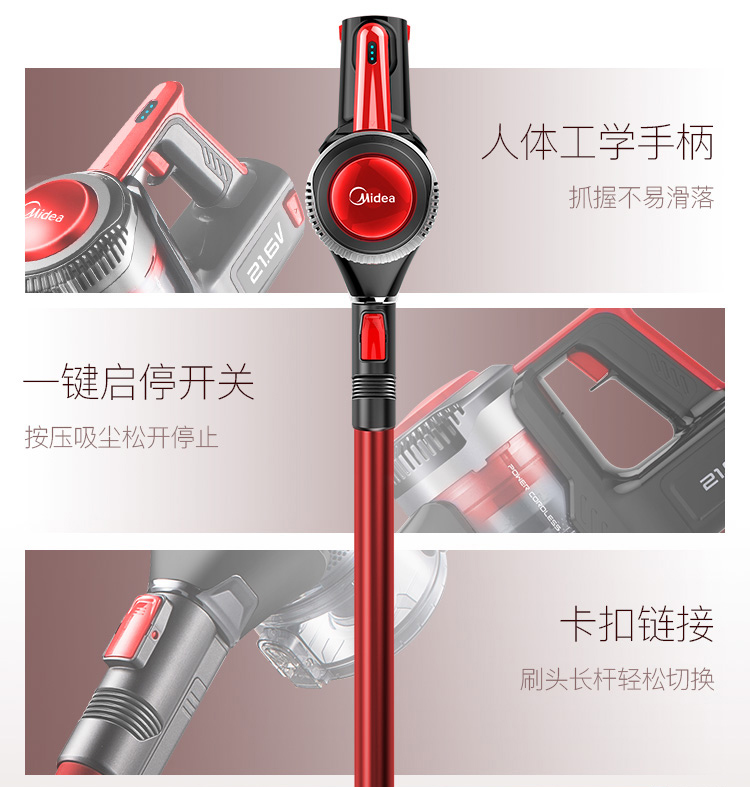 Midea
Midea
21.6V
人体工学手柄
抓握不易滑落
一键启停开关
按压吸尘松开停止
POWER CORDLESS
21
卡扣链接
刷头长杆轻松切换